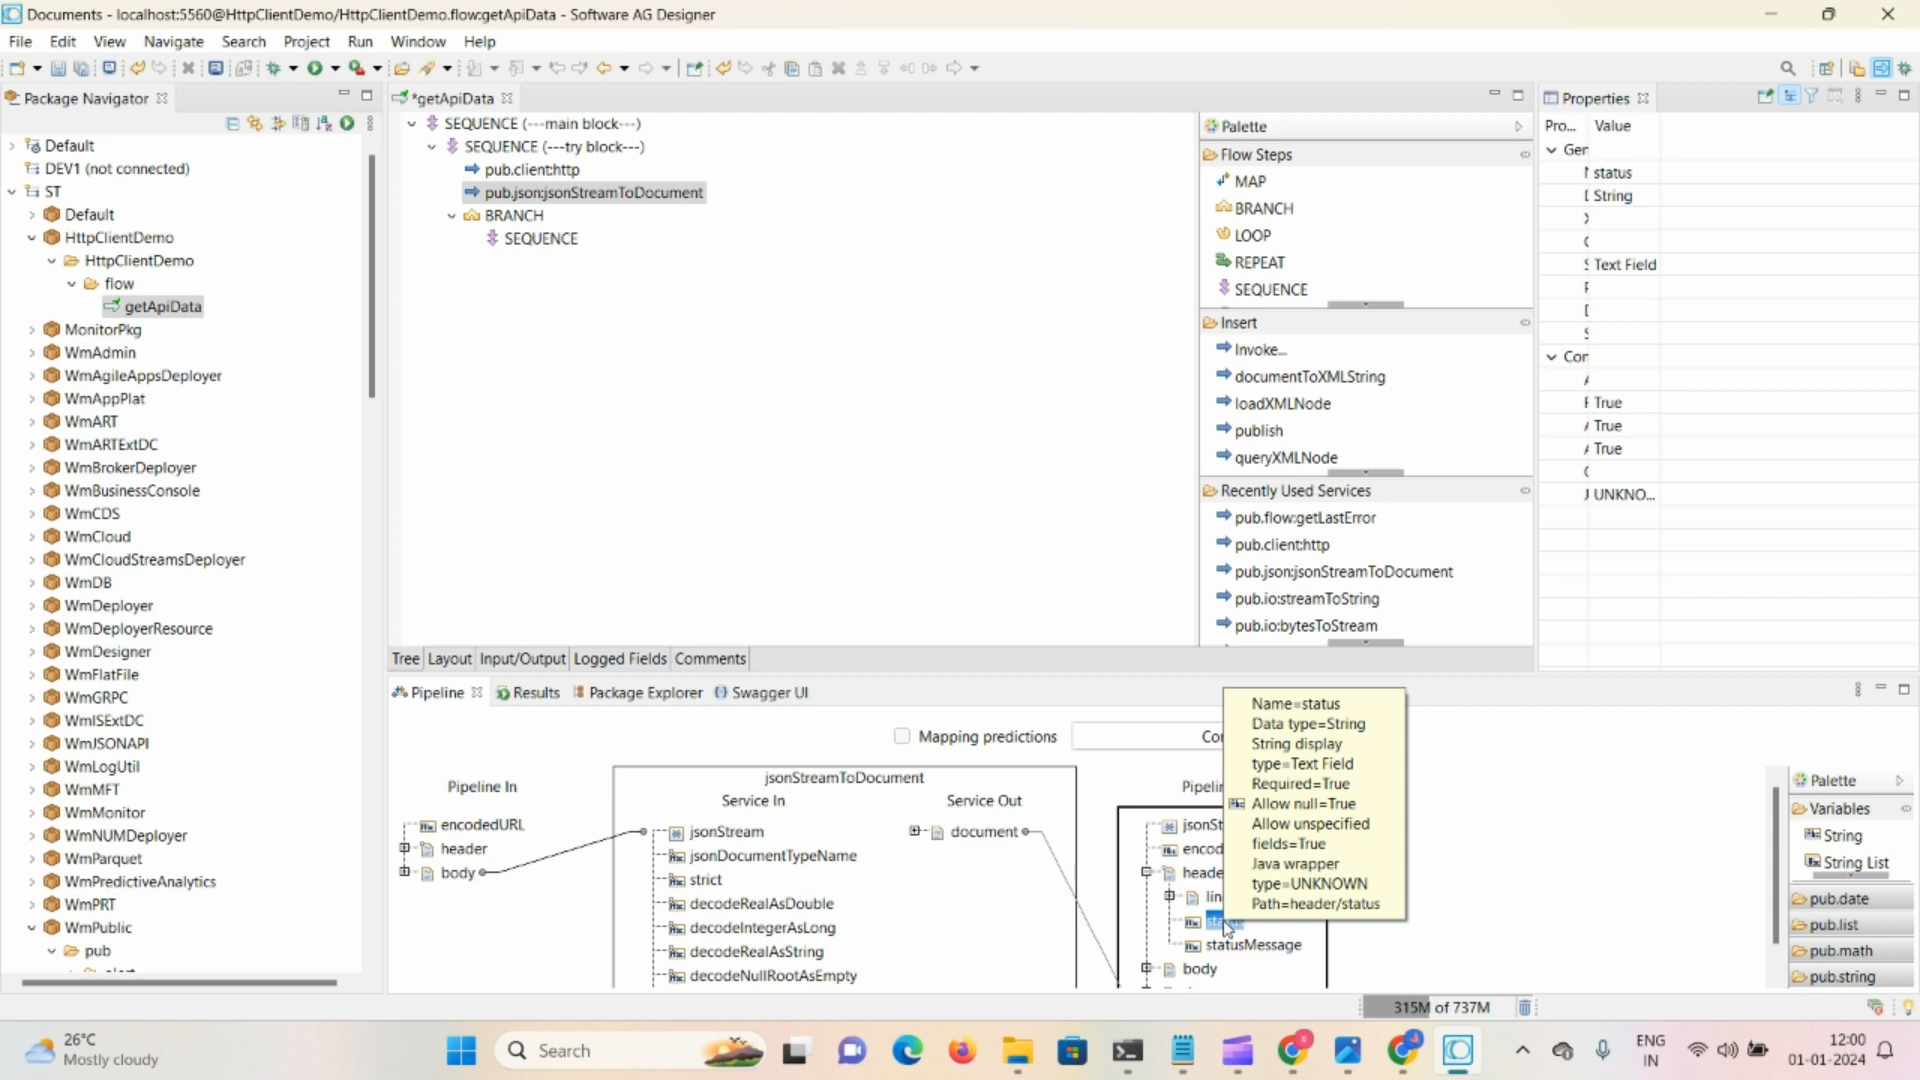 Documents - localhost:5560@HttpClientDemo/HttpClientDemo.flow:getApiData - Software AG Designer
File Edit View Navigate Search Project Run Window Help
Package Navigator
Default
DEV1 (not connected)
ST
Default
HttpClientDemo
HttpClientDemo
flow
getApiData
MonitorPkg
WmAdmin
WmAgileAppsDeployer
WmAppPlat
WmART
WmARTExtDC
WmBrokerDeployer
WmBusinessConsole
WmCDS
WmCloud
WmCloudStreamsDeployer
WmDB
WmDeployer
WmDeployerResource
WmDesigner
WmFlatFile
WmGRPC
WmISExtDC
WmJSONAPI
WmLogUtil
WmMFT
WmMonitor
WmNUMDeployer
WmParquet
WmPredictiveAnalytics
WmPRT
WmPublic
pub
*getApiData
SEQUENCE (---main block---)
SEQUENCE (---try block---)
pub.client:http
pub.json:jsonStreamToDocument
BRANCH
SEQUENCE
Palette
Flow Steps
MAP
BRANCH
LOOP
REPEAT
SEQUENCE
Insert
Invoke...
documentToXMLString
loadXMLNode
publish
queryXMLNode
Recently Used Services
pub.flow:getLastError
pub.client:http
pub.json:jsonStreamToDocument
pub.io:streamToString
pub.io:bytesToStream
Properties
Pro... Value
Ger
status
String
Text Field
Cor
True
True
True
UNKNO...
Tree Layout Input/Output Logged Fields Comments
Pipeline Results Package Explorer Swagger UI
Mapping predictions
Pipeline In
encodedURL
header
body
jsonStreamToDocument
Service In Service Out
jsonStream
jsonDocumentTypeName
strict
decodeRealAsDouble
decodeIntegerAsLong
decodeRealAsString
decodeNullRootAsEmpty
document
Name=status
Data type=String
String display
type=Text Field
Required=True
Allow null=True
Allow unspecified
fields=True
Java wrapper
type=UNKNOWN
Path=header/status
statusMessage
body
Palette
Variables
String
String List
pub.date
pub.list
pub.math
pub.string
315M of 737M
26°C
Mostly cloudy
Search
ENG
IN
12:00
01-01-2024